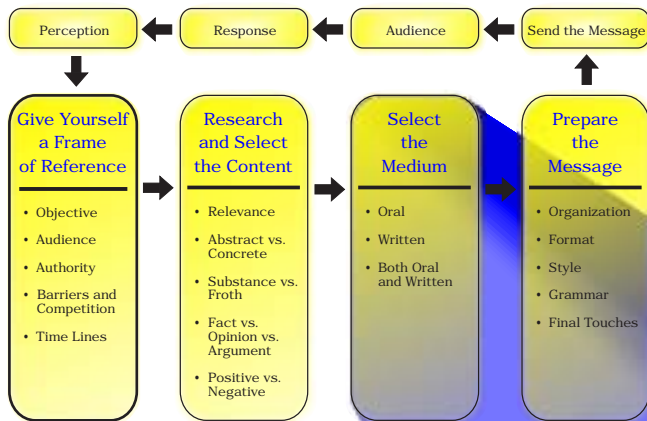 Perception
Response
Audience
Send the Message
Give Yourself
a Frame
of Reference
• Objective
• Audience
• Authority
• Barriers and
Competition
• Time Lines
Research
and Select
the Content
• Relevance
• Abstract vs.
Concrete
• Substance vs.
Froth
• Fact vs.
Opinion vs.
Argument
• Positive vs.
Negative
Select
the
Medium
• Oral
• Written
• Both Oral
and Written
Prepare
the
Message
• Organization
• Format
• Style
• Grammar
• Final Touches